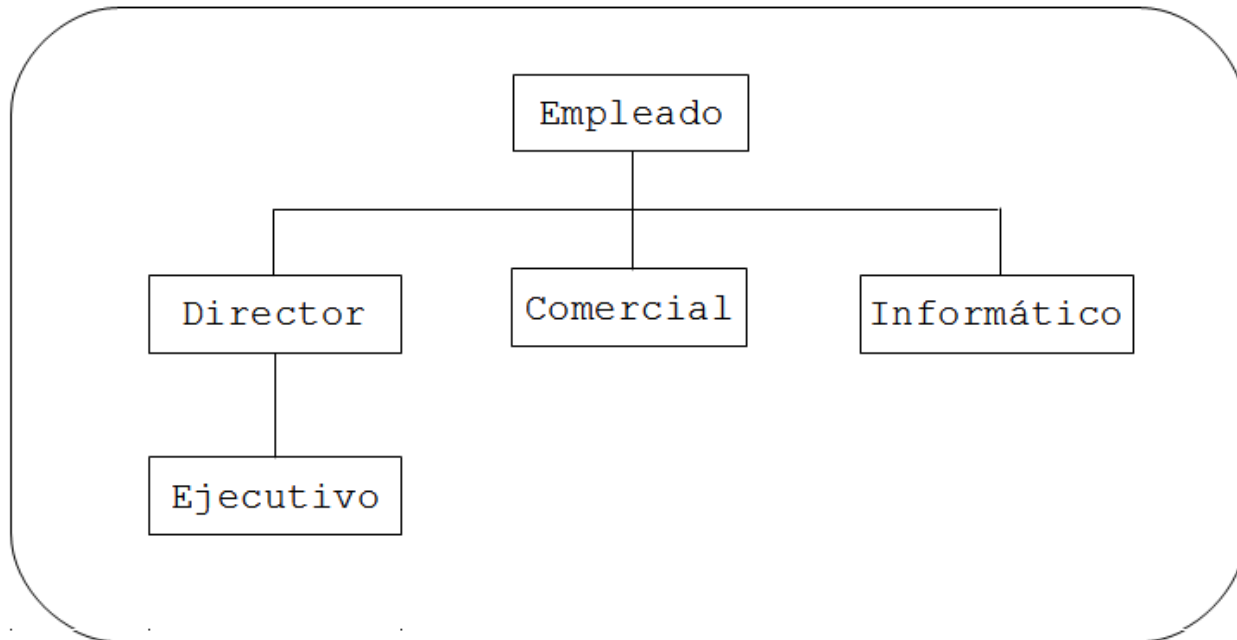 Empleado
Director
Comercial
Informático
Ejecutivo